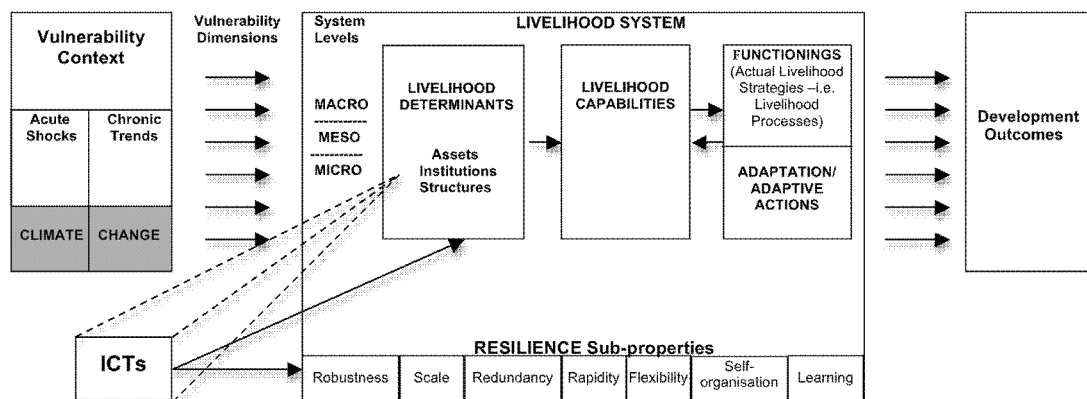 Vulnerability
Context
Acute
Shocks
Chronic
Trends
CLIMATE
CHANGE
Vulnerability
Dimensions
System
Levels
MACRO
MESO
MICRO
LIVELIHOOD SYSTEM
LIVELIHOOD
DETERMINANTS
Assets
Institutions
Structures
LIVELIHOOD
CAPABILITIES
FUNCTIONINGS
(Actual Livelihood
Strategies –i.e.
Livelihood
Processes)
ADAPTATION/
ADAPTIVE
ACTIONS
Development
Outcomes
ICTs
RESILIENCE Sub-properties
Robustness
Scale
Redundancy
Rapidity
Flexibility
Self-
organisation
Learning